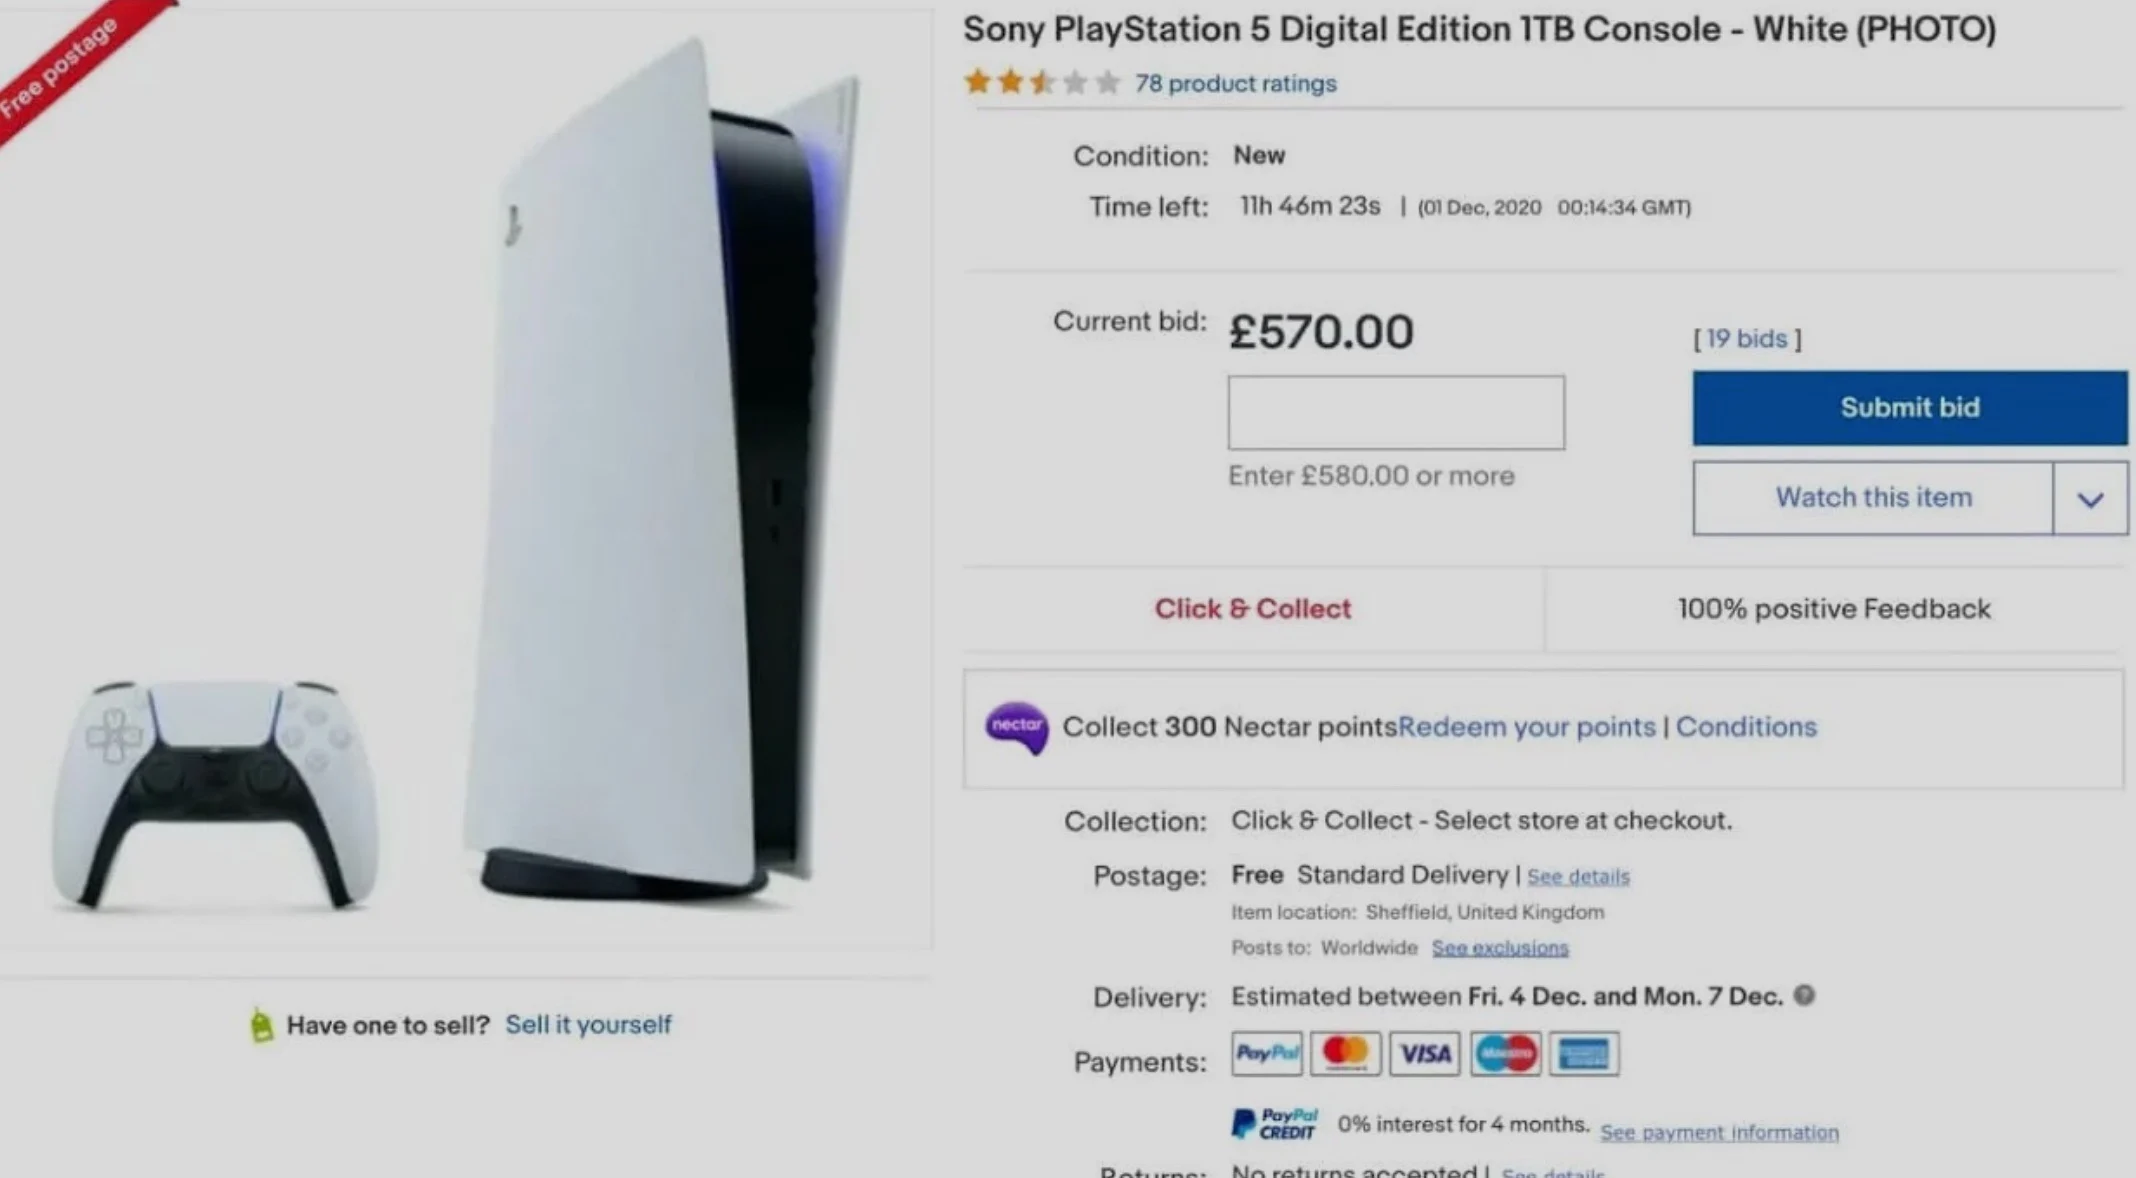 Free postage
Sony PlayStation 5 Digital Edition 1TB Console - White (PHOTO)
78 product ratings
Condition: New
Time left: 11h 46m 23s | (01 Dec, 2020 00:14:34 GMT)
Current bid: £570.00
[ 19 bids ]
Submit bid
Enter £580.00 or more
Watch this item
Click & Collect
100% positive Feedback
nectar
Collect 300 Nectar pointsRedeem your points | Conditions
Collection: Click & Collect - Select store at checkout.
Postage: Free Standard Delivery | See details
Item location: Sheffield, United Kingdom
Posts to: Worldwide See exclusions
Delivery: Estimated between Fri. 4 Dec. and Mon. 7 Dec. ?
Have one to sell? Sell it yourself
Payments: PayPal VISA Maestro
PayPal CREDIT 0% interest for 4 months. See payment information
Returns: No returns accepted | See details